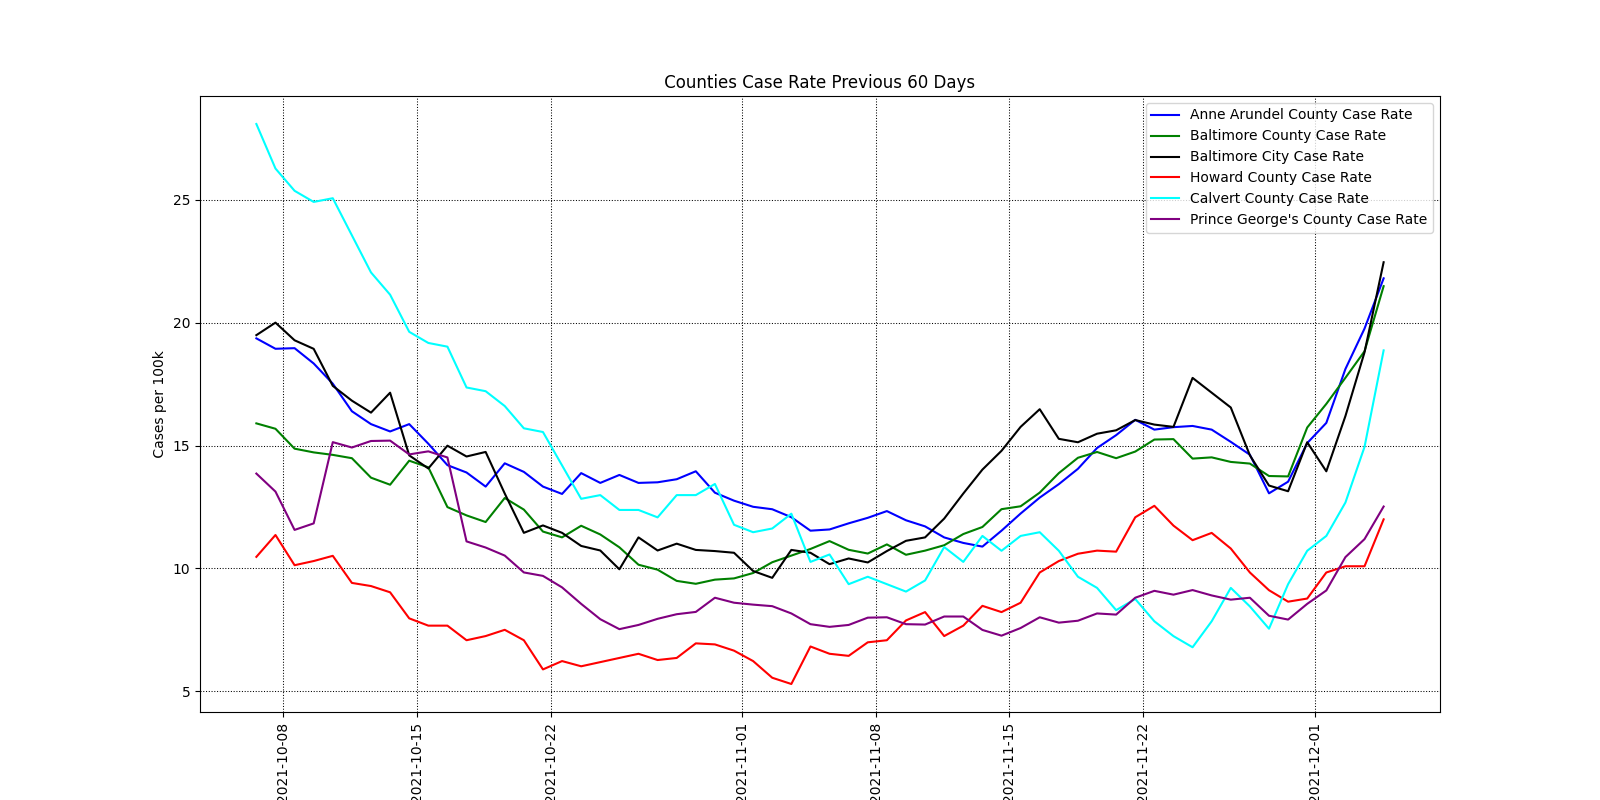 Counties Case Rate Previous 60 Days
Anne Arundel County Case Rate
Baltimore County Case Rate
Baltimore City Case Rate
Howard County Case Rate
Calvert County Case Rate
Prince George's County Case Rate
Cases per 100k
25
20
15
10
5
2021-10-08
2021-10-15
2021-10-22
2021-11-01
2021-11-08
2021-11-15
2021-11-22
2021-12-01